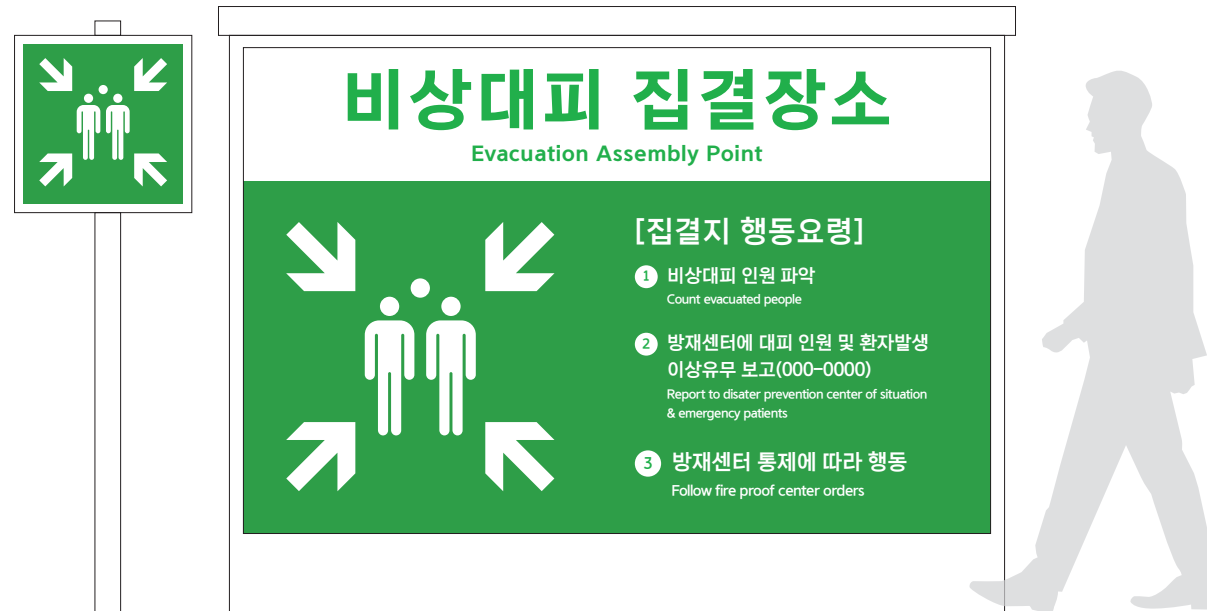 비상대피 집결장소
Evacuation Assembly Point
[집결지 행동요령]
1 비상대피 인원 파악
Count evacuated people
2 방재센터에 대피 인원 및 환자발생
이상유무 보고(000-0000)
Report to disater prevention center of situation
& emergency patients
3 방재센터 통제에 따라 행동
Follow fire proof center orders